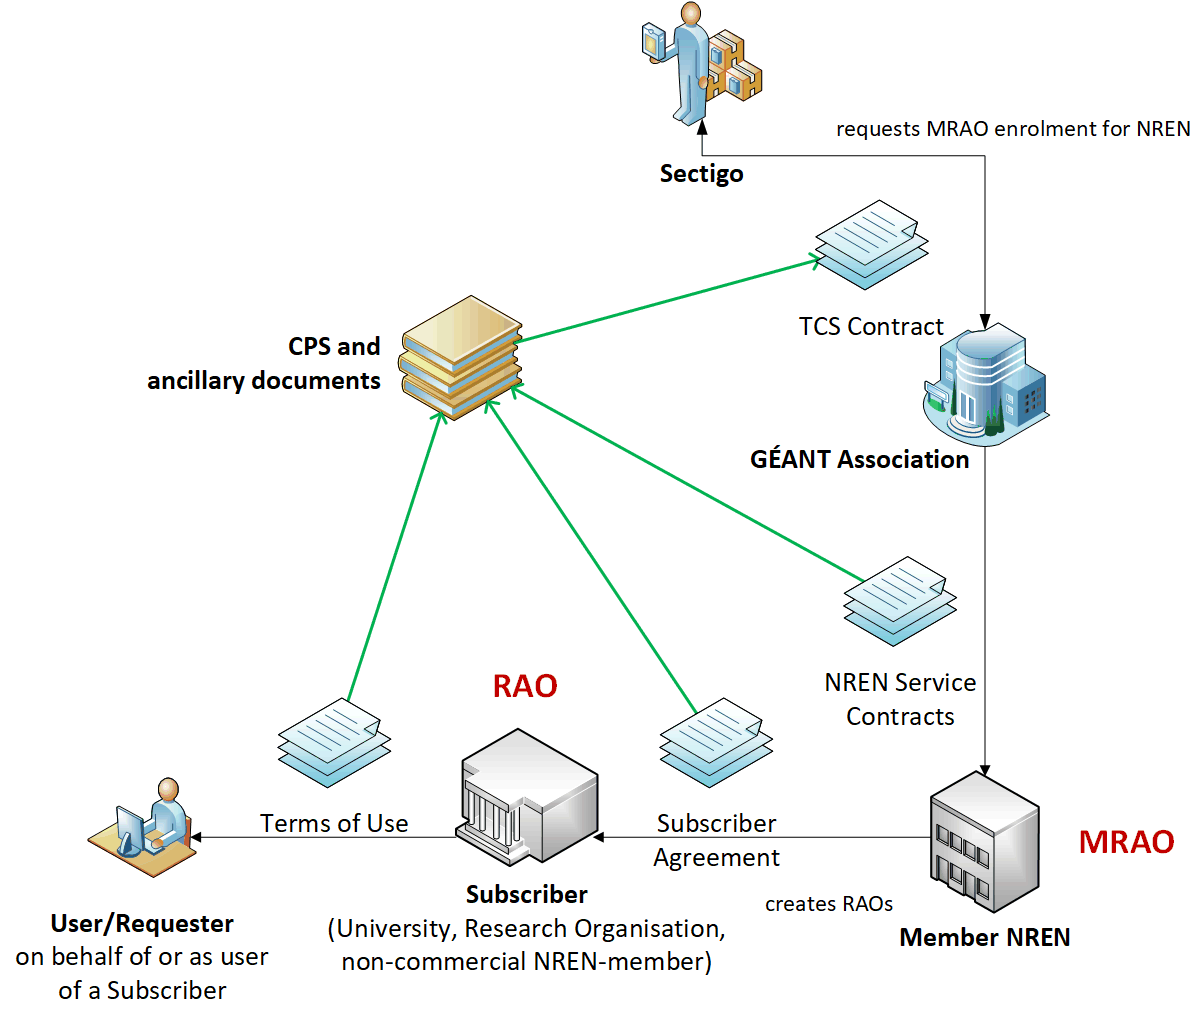 requests MRAO enrolment for NREN
Sectigo
TCS Contract
CPS and
ancillary documents
GÉANT Association
NREN Service
Contracts
RAO
Terms of Use
Subscriber
Agreement
MRAO
Subscriber
(University, Research Organisation,
non-commercial NREN-member)
creates RAOs
Member NREN
User/Requester
on behalf of or as user
of a Subscriber